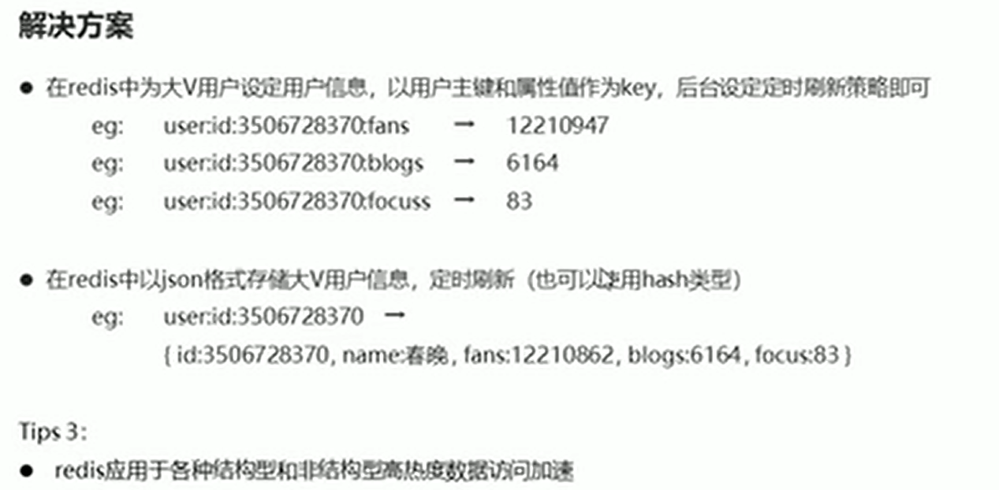 解决方案
● 在redis中为大V用户设定用户信息，以用户主键和属性值作为key，后台设定定时刷新策略即可
eg: user:id:3506728370:fans → 12210947
eg: user:id:3506728370:blogs → 6164
eg: user:id:3506728370:focuss → 83
● 在redis中以json格式存储大V用户信息，定时刷新（也可以使用hash类型）
eg: user:id:3506728370 →
{ id:3506728370, name:春晚, fans:12210862, blogs:6164, focus:83 }
Tips 3:
● redis应用于各种结构型和非结构型高热度数据访问加速